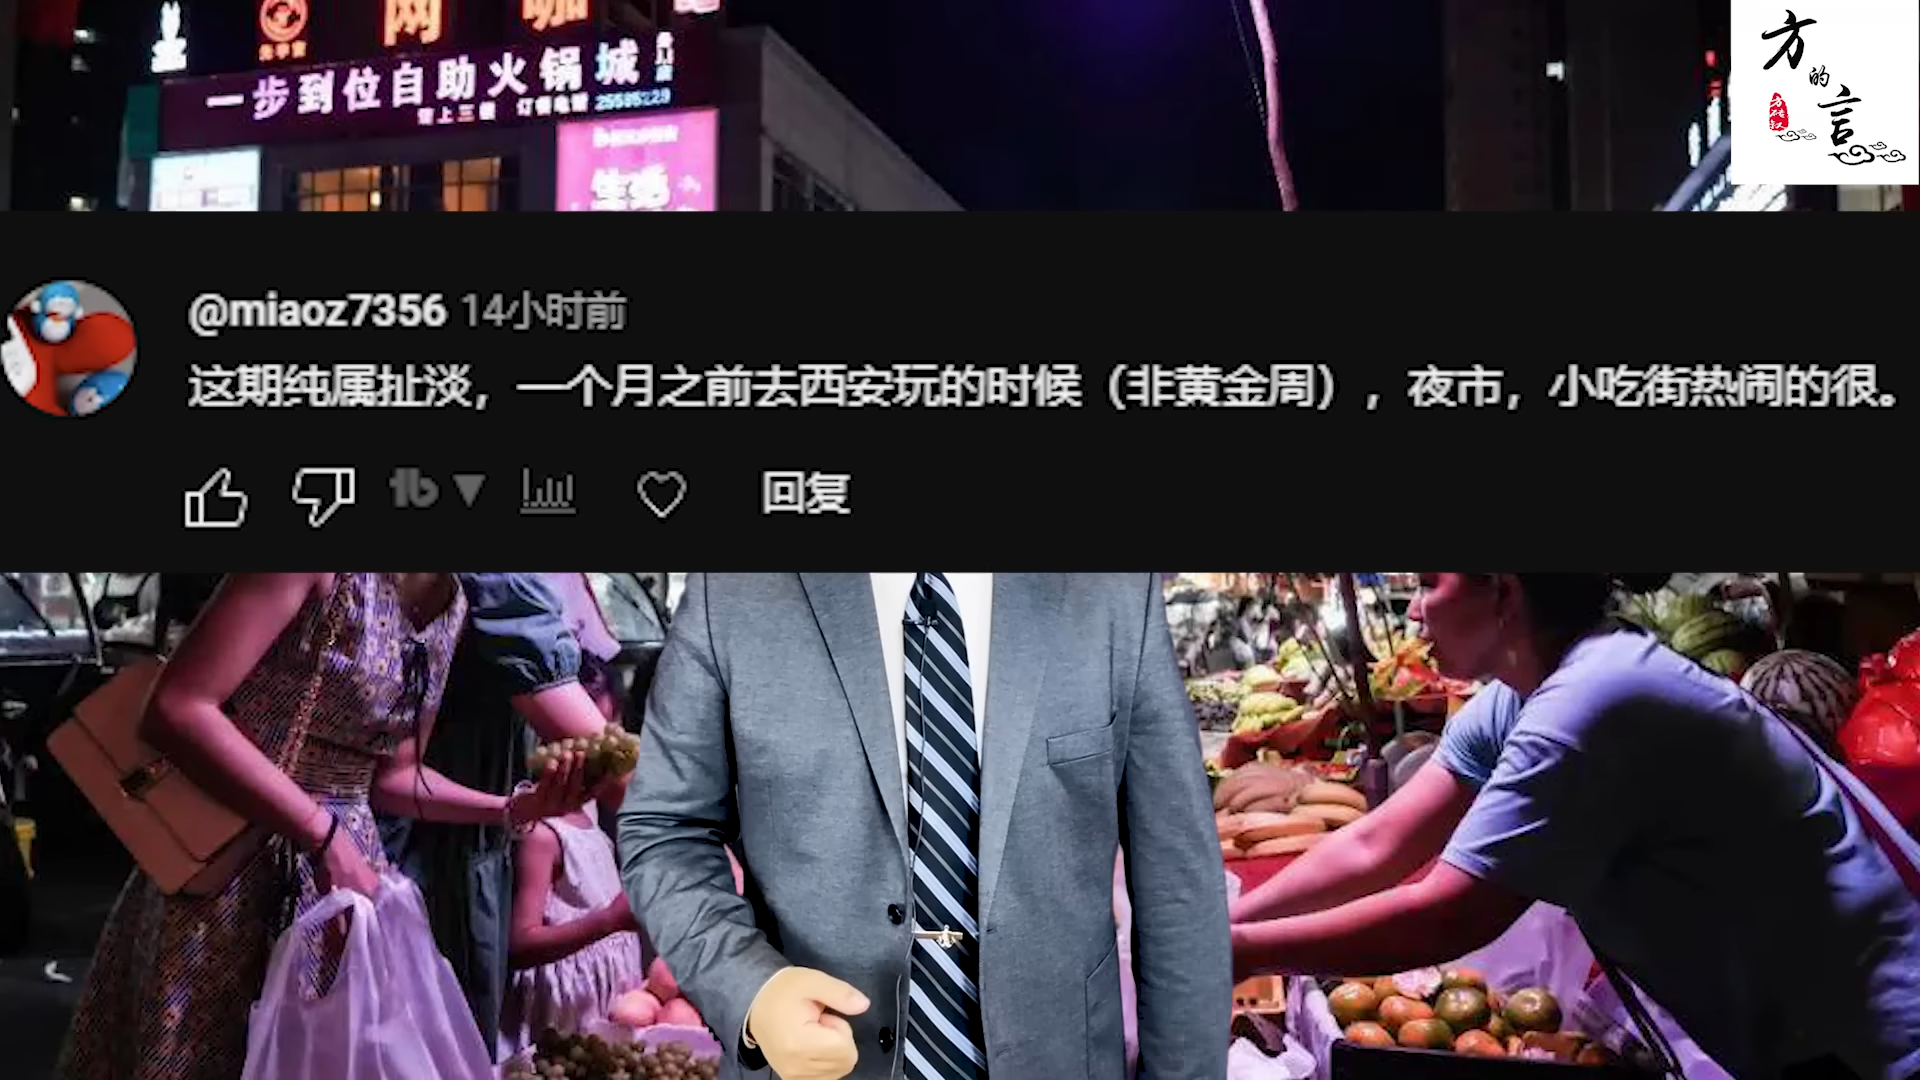 网咖
一步到位自助火锅城
方的言
@miaoz7356 14小时前
这期纯属扯淡，一个月之前去西安玩的时候（非黄金周），夜市，小吃街热闹的很。
回复